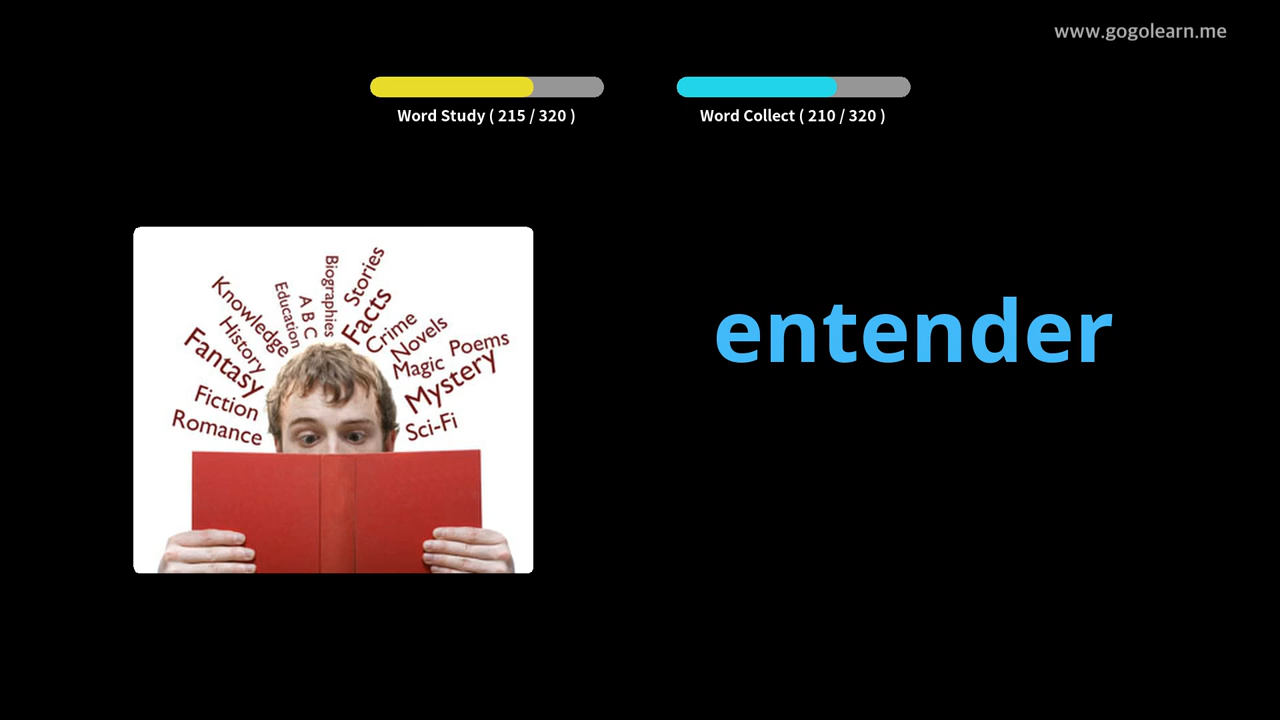 www.gogolearn.me
Word Study ( 215 / 320 )
Word Collect ( 210 / 320 )
Biographies
Stories
Education
A B C
Facts
Knowledge
History
Crime
Novels
Fantasy
Magic
Poems
Mystery
Fiction
Romance
Sci-Fi
entender